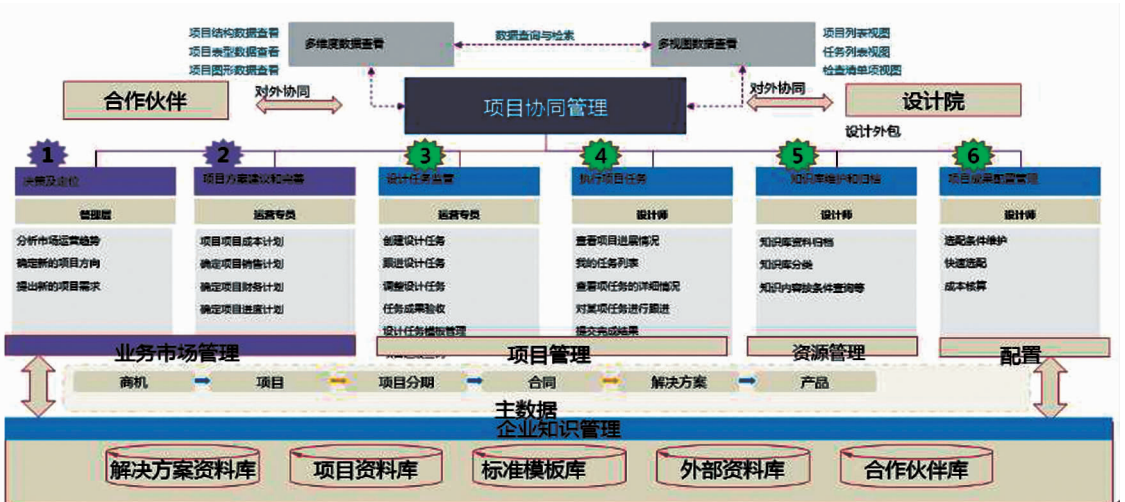 项目结构数据查看
项目表型数据查看
项目图形数据查看
多维度数据查看
数据查询与检索
多视图数据查看
项目列表视图
任务列表视图
检查清单项视图
合作伙伴
对外协同
项目协同管理
对外协同
设计院
设计外包
1
决策及定位
管理层
分析市场运营趋势
确定新的项目方向
提出新的项目需求
2
项目方案建议和完善
运营专员
项目项目成本计划
确定项目销售计划
确定项目财务计划
确定项目进度计划
3
设计任务监管
运营专员
创建设计任务
跟进设计任务
调整设计任务
任务成果验收
设计任务模板管理
4
执行项目任务
设计师
查看项目进展情况
我的任务列表
查看项任务的详细情况
对某项任务进行跟进
提交完成结果
5
知识库维护和归档
设计师
知识库资料归档
知识库分类
知识内容按条件查询等
6
项目成果配置管理
设计师
选配条件维护
快速选配
成本核算
业务市场管理
项目管理
资源管理
配置
商机
项目
项目分期
合同
解决方案
产品
主数据
企业知识管理
解决方案资料库
项目资料库
标准模板库
外部资料库
合作伙伴库